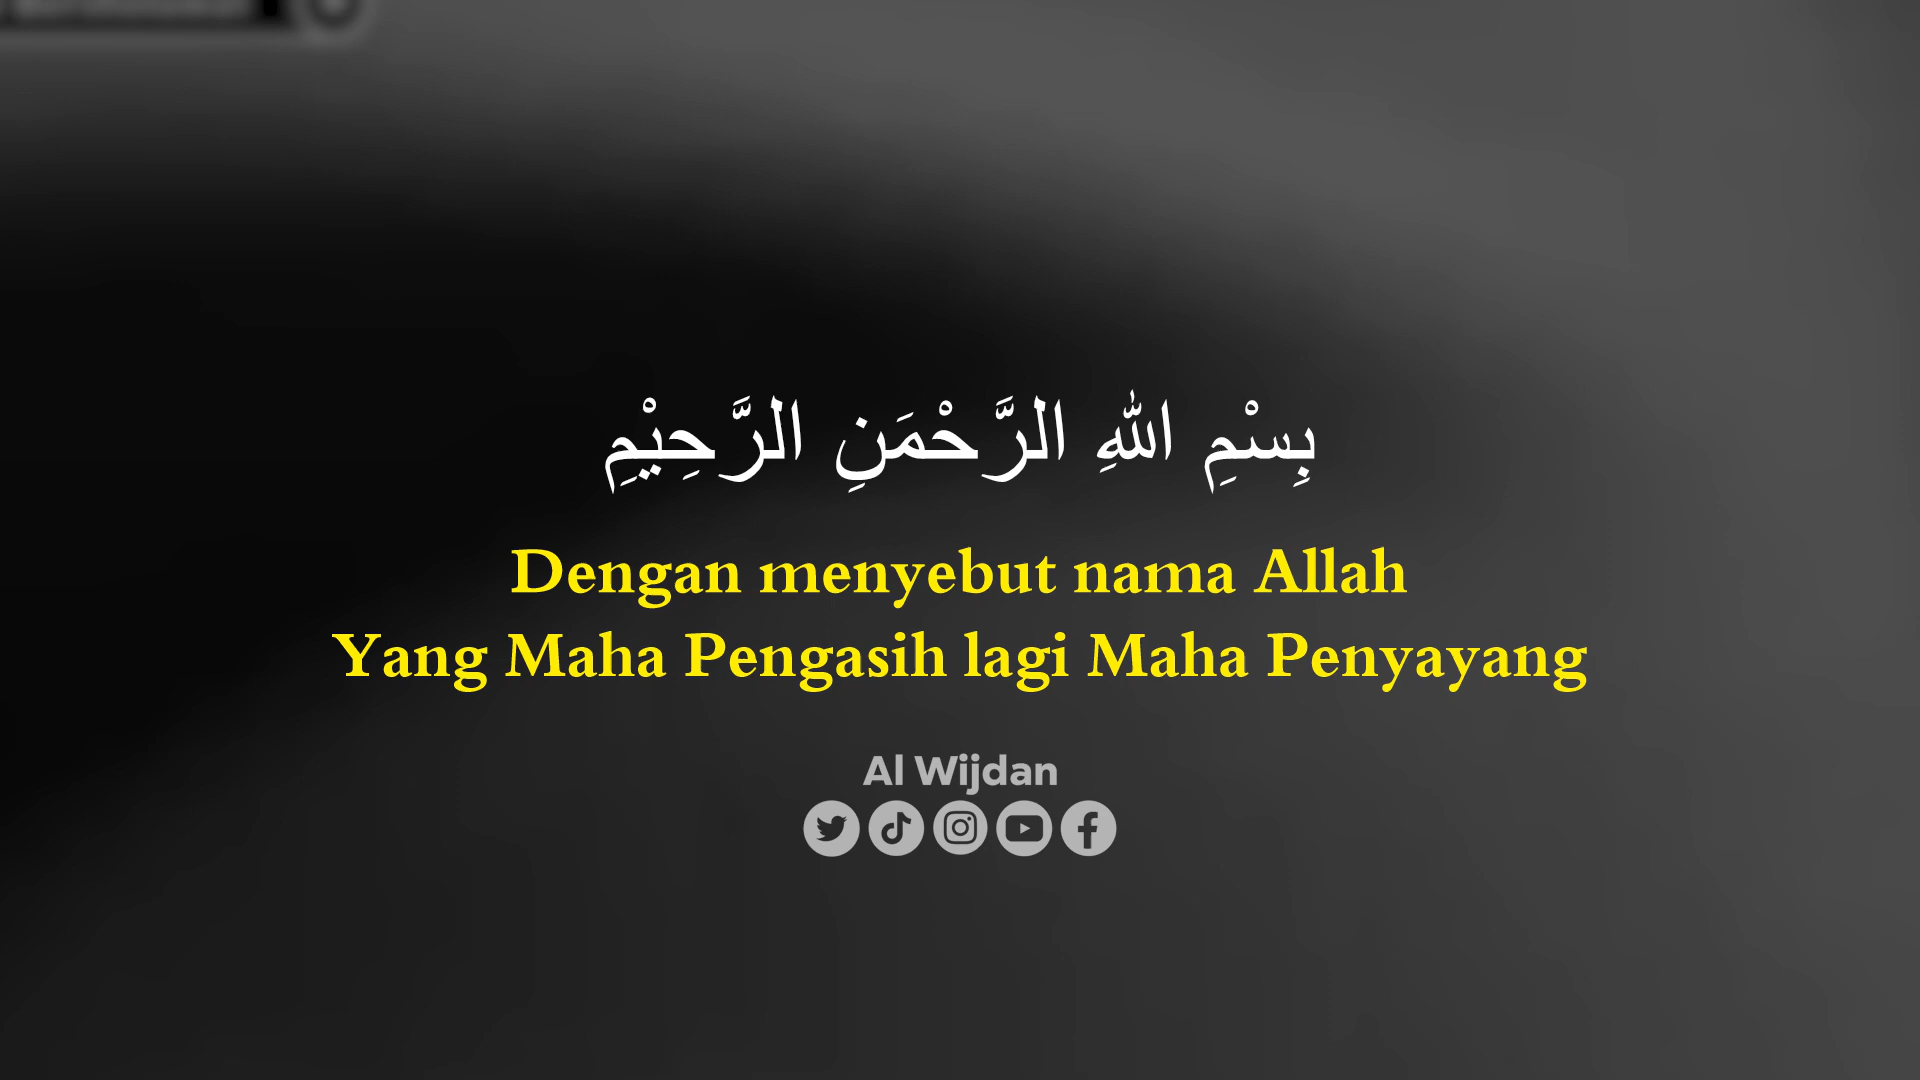 بِسْمِ اللهِ الرَّحْمَنِ الرَّحِيْمِ
Dengan menyebut nama Allah
Yang Maha Pengasih lagi Maha Penyayang
Al Wijdan